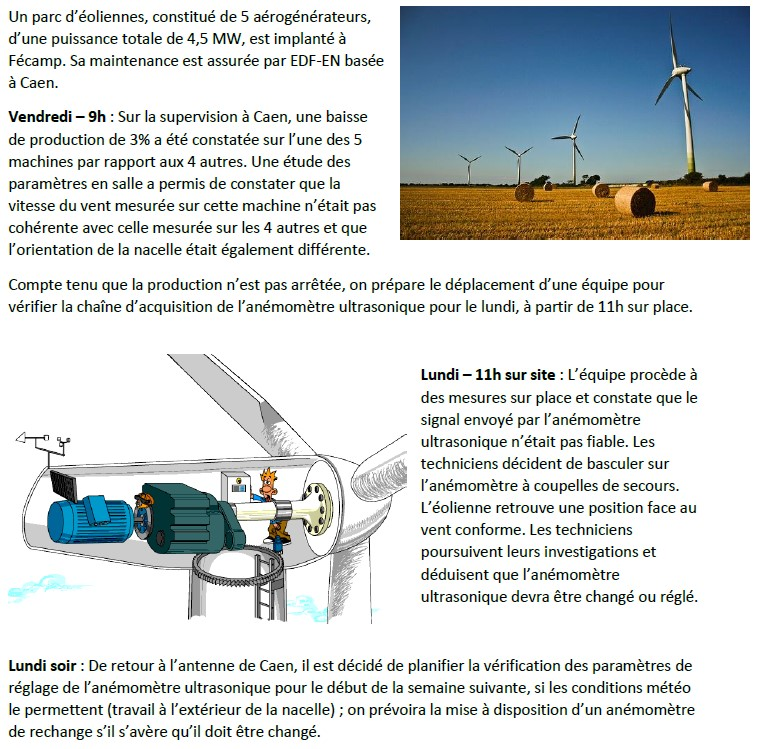 Un parc d’éoliennes, constitué de 5 aérogénérateurs,
d’une puissance totale de 4,5 MW, est implanté à
Fécamp. Sa maintenance est assurée par EDF-EN basée
à Caen.
Vendredi – 9h : Sur la supervision à Caen, une baisse
de production de 3% a été constatée sur l’une des 5
machines par rapport aux 4 autres. Une étude des
paramètres en salle a permis de constater que la
vitesse du vent mesurée sur cette machine n’était pas
cohérente avec celle mesurée sur les 4 autres et que
l’orientation de la nacelle était également différente.
Compte tenu que la production n’est pas arrêtée, on prépare le déplacement d’une équipe pour
vérifier la chaîne d’acquisition de l’anémomètre ultrasonique pour le lundi, à partir de 11h sur place.
Lundi – 11h sur site : L’équipe procède à
des mesures sur place et constate que le
signal envoyé par l’anémomètre
ultrasonique n’était pas fiable. Les
techniciens décident de basculer sur
l’anémomètre à coupelles de secours.
L’éolienne retrouve une position face au
vent conforme. Les techniciens
poursuivent leurs investigations et
déduisent que l’anémomètre
ultrasonique devra être changé ou réglé.
Lundi soir : De retour à l’antenne de Caen, il est décidé de planifier la vérification des paramètres de
réglage de l’anémomètre ultrasonique pour le début de la semaine suivante, si les conditions météo
le permettent (travail à l’extérieur de la nacelle) ; on prévoira la mise à disposition d’un anémomètre
de rechange s’il s’avère qu’il doit être changé.